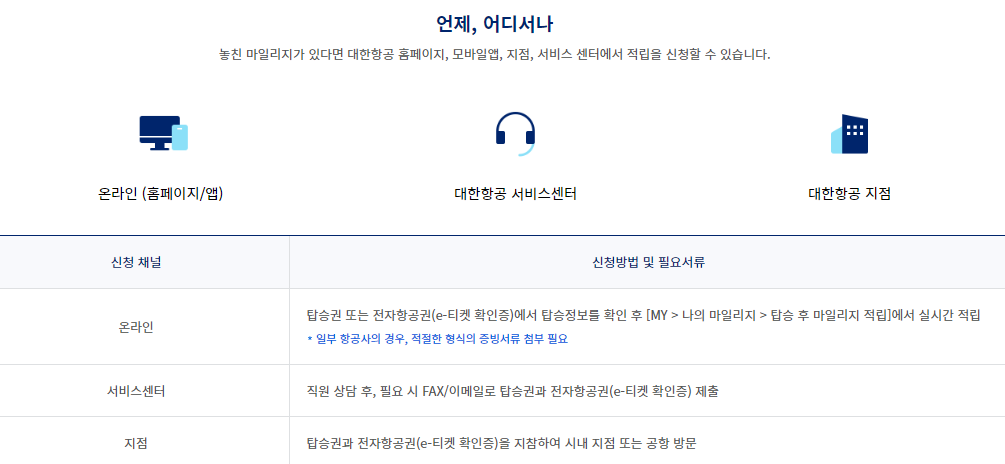 언제, 어디서나
놓친 마일리지가 있다면 대한항공 홈페이지, 모바일앱, 지점, 서비스 센터에서 적립을 신청할 수 있습니다.
온라인 (홈페이지/앱)
대한항공 서비스센터
대한항공 지점
신청 채널
신청방법 및 필요서류
온라인
탑승권 또는 전자항공권(e-티켓 확인증)에서 탑승정보를 확인 후 [MY > 나의 마일리지 > 탑승 후 마일리지 적립]에서 실시간 적립
* 일부 항공사의 경우, 적절한 형식의 증빙서류 첨부 필요
서비스센터
직원 상담 후, 필요 시 FAX/이메일로 탑승권과 전자항공권(e-티켓 확인증) 제출
지점
탑승권과 전자항공권(e-티켓 확인증)을 지참하여 시내 지점 또는 공항 방문